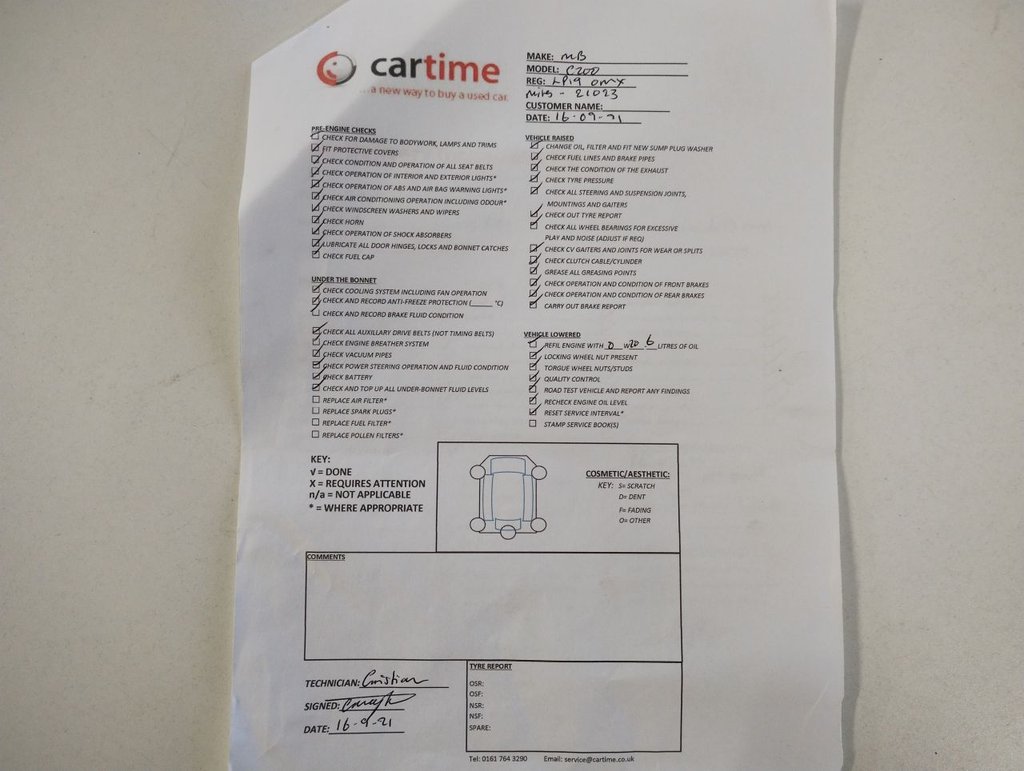 cartime
...a new way to buy a used car.
MAKE: MB
MODEL: C200
REG: LP19 OMX
Miles - 21023
CUSTOMER NAME:
DATE: 16-09-21
PRE-ENGINE CHECKS
CHECK FOR DAMAGE TO BODYWORK, LAMPS AND TRIMS
FIT PROTECTIVE COVERS
CHECK CONDITION AND OPERATION OF ALL SEAT BELTS
CHECK OPERATION OF INTERIOR AND EXTERIOR LIGHTS*
CHECK OPERATION OF ABS AND AIR BAG WARNING LIGHTS*
CHECK AIR CONDITIONING OPERATION INCLUDING ODOUR*
CHECK WINDSCREEN WASHERS AND WIPERS
CHECK HORN
CHECK OPERATION OF SHOCK ABSORBERS
LUBRICATE ALL DOOR HINGES, LOCKS AND BONNET CATCHES
CHECK FUEL CAP
UNDER THE BONNET
CHECK COOLING SYSTEM INCLUDING FAN OPERATION
CHECK AND RECORD ANTI-FREEZE PROTECTION (_____ °C)
CHECK AND RECORD BRAKE FLUID CONDITION
CHECK ALL AUXILLARY DRIVE BELTS (NOT TIMING BELTS)
CHECK ENGINE BREATHER SYSTEM
CHECK VACUUM PIPES
CHECK POWER STEERING OPERATION AND FLUID CONDITION
CHECK BATTERY
CHECK AND TOP UP ALL UNDER-BONNET FLUID LEVELS
REPLACE AIR FILTER*
REPLACE SPARK PLUGS*
REPLACE FUEL FILTER*
REPLACE POLLEN FILTERS*
VEHICLE RAISED
CHANGE OIL, FILTER AND FIT NEW SUMP PLUG WASHER
CHECK FUEL LINES AND BRAKE PIPES
CHECK THE CONDITION OF THE EXHAUST
CHECK TYRE PRESSURE
CHECK ALL STEERING AND SUSPENSION JOINTS,
MOUNTINGS AND GAITERS
CHECK OUT TYRE REPORT
CHECK ALL WHEEL BEARINGS FOR EXCESSIVE
PLAY AND NOISE (ADJUST IF REQ)
CHECK CV GAITERS AND JOINTS FOR WEAR OR SPLITS
CHECK CLUTCH CABLE/CYLINDER
GREASE ALL GREASING POINTS
CHECK OPERATION AND CONDITION OF FRONT BRAKES
CHECK OPERATION AND CONDITION OF REAR BRAKES
CARRY OUT BRAKE REPORT
VEHICLE LOWERED
REFIL ENGINE WITH 0 W20 6 LITRES OF OIL
LOCKING WHEEL NUT PRESENT
TORGUE WHEEL NUTS/STUDS
QUALITY CONTROL
ROAD TEST VEHICLE AND REPORT ANY FINDINGS
RECHECK ENGINE OIL LEVEL
RESET SERVICE INTERVAL*
STAMP SERVICE BOOK(S)
KEY:
√ = DONE
X = REQUIRES ATTENTION
n/a = NOT APPLICABLE
* = WHERE APPROPRIATE
COSMETIC/AESTHETIC:
KEY: S= SCRATCH
D= DENT
F= FADING
O= OTHER
COMMENTS
TECHNICIAN: Cristian
SIGNED:
DATE: 16-9-21
TYRE REPORT
OSR:
OSF:
NSR:
NSF:
SPARE:
Tel: 0161 764 3290 Email: service@cartime.co.uk